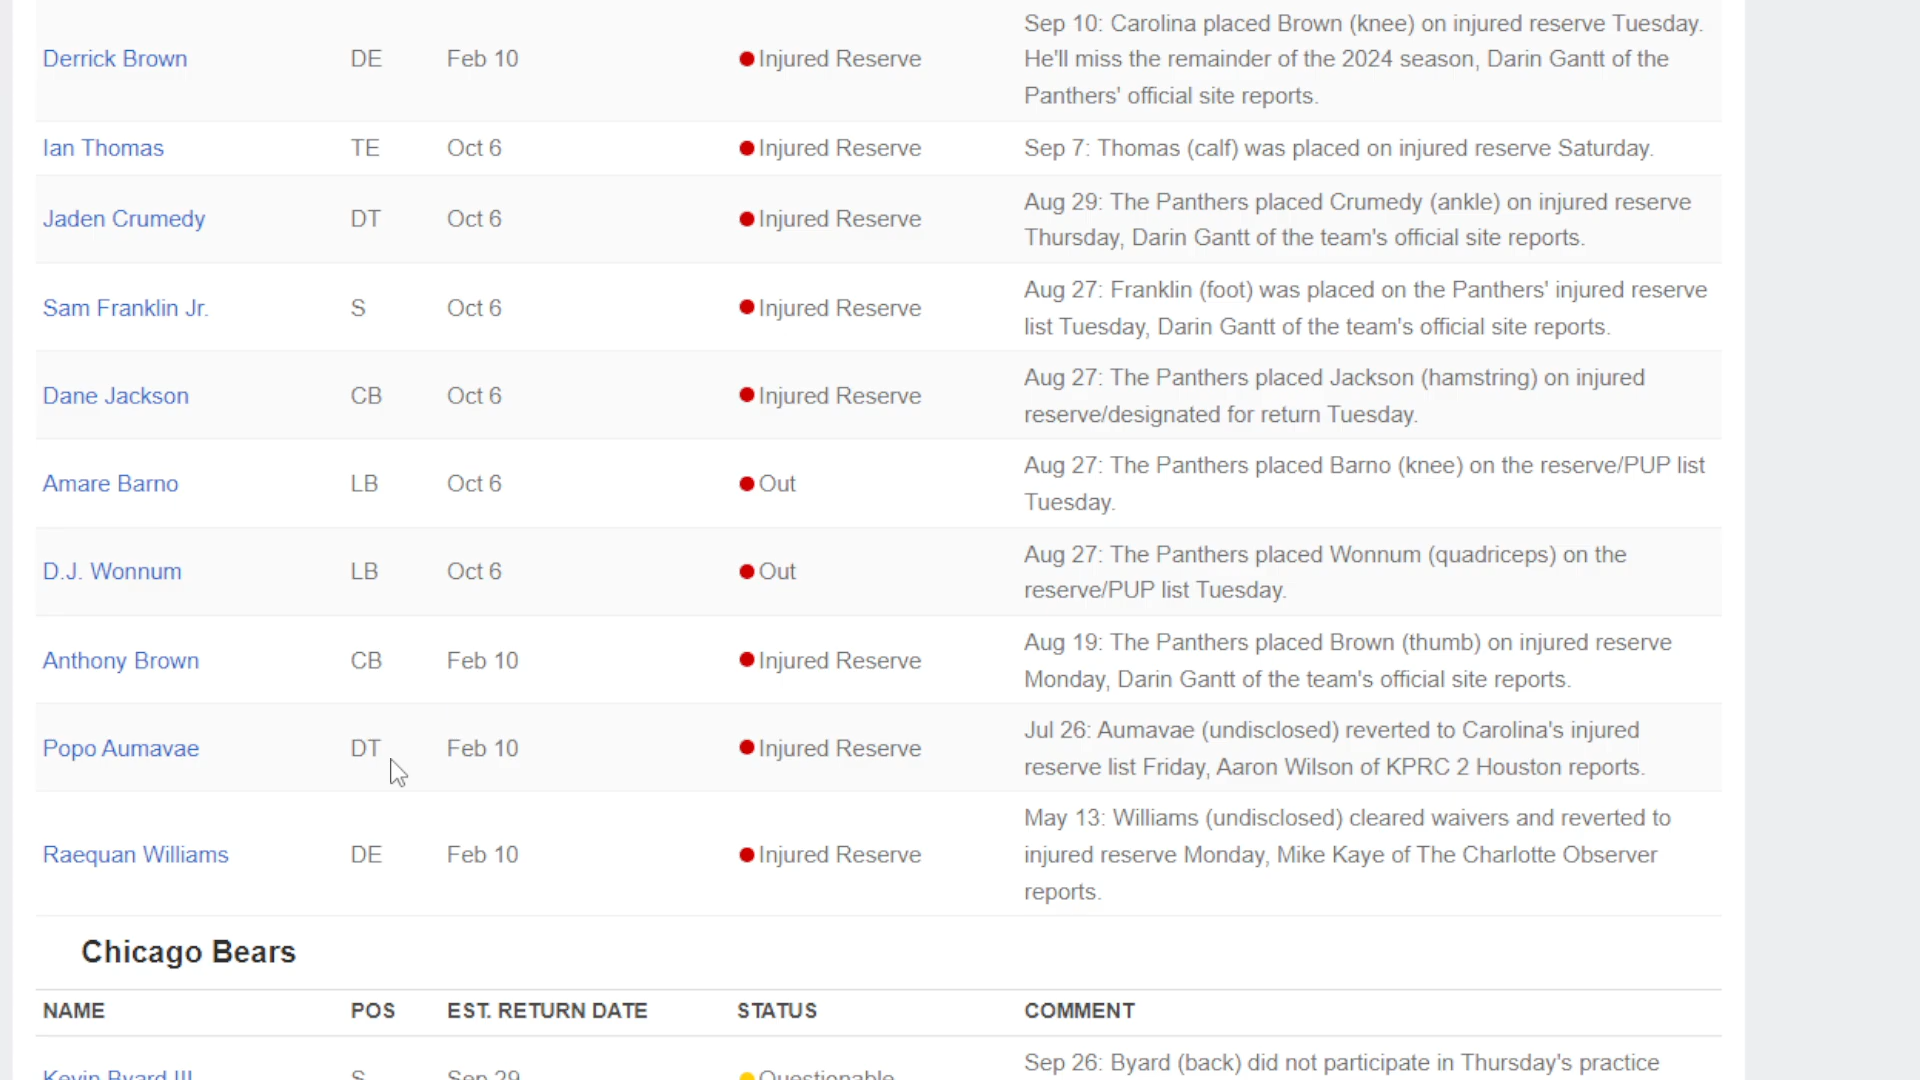 Sep 10: Carolina placed Brown (knee) on injured reserve Tuesday.
Derrick Brown DE Feb 10 Injured Reserve He'll miss the remainder of the 2024 season, Darin Gantt of the
Panthers' official site reports.
Ian Thomas TE Oct 6 Injured Reserve Sep 7: Thomas (calf) was placed on injured reserve Saturday.
Aug 29: The Panthers placed Crumedy (ankle) on injured reserve
Jaden Crumedy DT Oct 6 Injured Reserve
Thursday, Darin Gantt of the team's official site reports.
Aug 27: Franklin (foot) was placed on the Panthers' injured reserve
Sam Franklin Jr. S Oct 6 Injured Reserve
list Tuesday, Darin Gantt of the team's official site reports.
Aug 27: The Panthers placed Jackson (hamstring) on injured
Dane Jackson CB Oct 6 Injured Reserve
reserve/designated for return Tuesday.
Aug 27: The Panthers placed Barno (knee) on the reserve/PUP list
Amare Barno LB Oct 6 Out
Tuesday.
Aug 27: The Panthers placed Wonnum (quadriceps) on the
D.J. Wonnum LB Oct 6 Out
reserve/PUP list Tuesday.
Aug 19: The Panthers placed Brown (thumb) on injured reserve
Anthony Brown CB Feb 10 Injured Reserve
Monday, Darin Gantt of the team's official site reports.
Jul 26: Aumavae (undisclosed) reverted to Carolina's injured
Popo Aumavae DT Feb 10 Injured Reserve
reserve list Friday, Aaron Wilson of KPRC 2 Houston reports.
May 13: Williams (undisclosed) cleared waivers and reverted to
Raequan Williams DE Feb 10 Injured Reserve injured reserve Monday, Mike Kaye of The Charlotte Observer
reports.
Chicago Bears
NAME POS EST. RETURN DATE STATUS COMMENT
Sep 26: Byard (back) did not participate in Thursday's practice
Kevin Byard III S Sep 29 Questionable